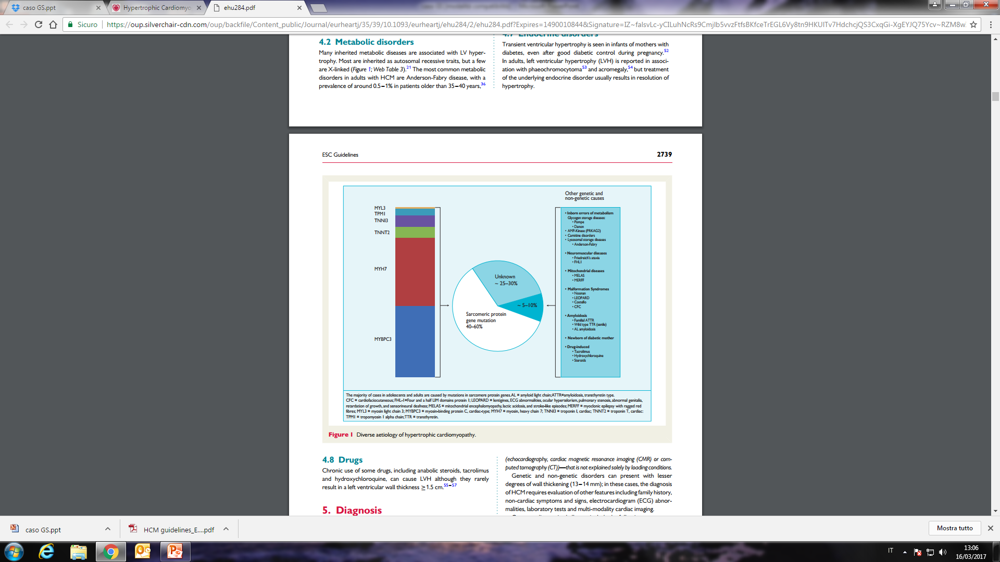 caso GS.ppt
Hypertrophic Cardiomyo
ehu284.pdf
Sicuro
https://oup.silverchair-cdn.com/oup/backfile/Content_public/Journal/eurheartj/35/39/10.1093/eurheartj/ehu284/2/ehu284.pdf?Expires=1490010844&Signature=
4.2 Metabolic disorders
Many inherited metabolic diseases are associated with LV hyper-
trophy. Most are inherited as autosomal recessive traits, but a few
are X-linked (Figure 1; Web Table 3).21 The most common metabolic
disorders in adults with HCM are Anderson-Fabry disease, with a
prevalence of around 0.5–1% in patients older than 35–40 years,36
4.7 Endocrine disorders
Transient ventricular hypertrophy is seen in infants of mothers with
diabetes, even after good diabetic control during pregnancy.52
In adults, left ventricular hypertrophy (LVH) is reported in associ-
ation with phaeochromocytoma53 and acromegaly,54 but treatment
of the underlying endocrine disorder usually results in resolution of
hypertrophy.
ESC Guidelines
2739
MYL3
TPM1
TNNI3
TNNT2
MYH7
MYBPC3
Unknown
~ 25–30%
~ 5–10%
Sarcomeric protein
gene mutation
40–60%
Other genetic and
non-genetic causes
• Inborn errors of metabolism
Glycogen storage diseases:
• Pompe
• Danon
• AMP-Kinase (PRKAG2)
• Carnitine disorders
• Lysosomal storage diseases
• Anderson-Fabry
• Neuromuscular diseases
• Friedreich's ataxia
• FHL1
• Mitochondrial diseases
• MELAS
• MERFF
• Malformation Syndromes
• Noonan
• LEOPARD
• Costello
• CFC
• Amyloidosis
• Familial ATTR
• Wild type TTR (senile)
• AL amyloidosis
• Newborn of diabetic mother
• Drug-induced
• Tacrolimus
• Hydroxychloroquine
• Steroids
The majority of cases in adolescents and adults are caused by mutations in sarcomere protein genes. AL = amyloid light chain; ATTR=amyloidosis, transthyretin type.
CFC = cardiofaciocutaneous; FHL-1=Four and a half LIM domains protein 1; LEOPARD = lentigines, ECG abnormalities, ocular hypertelorism, pulmonary stenosis, abnormal genitalia,
retardation of growth, and sensorineural deafness; MELAS = mitochondrial encephalomyopathy, lactic acidosis, and stroke-like episodes; MERFF = myoclonic epilepsy with ragged red
fibres; MYL3 = myosin light chain 3; MYBPC3 = myosin-binding protein C, cardiac-type; MYH7 = myosin, heavy chain 7; TNNI3 = troponin I, cardiac; TNNT2 = troponin T, cardiac;
TPM1 = tropomyosin 1 alpha chain; TTR = transthyretin.
Figure 1 Diverse aetiology of hypertrophic cardiomyopathy.
4.8 Drugs
Chronic use of some drugs, including anabolic steroids, tacrolimus
and hydroxychloroquine, can cause LVH although they rarely
result in a left ventricular wall thickness ≥1.5 cm.55–57
5. Diagnosis
(echocardiography, cardiac magnetic resonance imaging (CMR) or com-
puted tomography (CT))—that is not explained solely by loading conditions.
Genetic and non-genetic disorders can present with lesser
degrees of wall thickening (13–14 mm); in these cases, the diagnosis
of HCM requires evaluation of other features including family history,
non-cardiac symptoms and signs, electrocardiogram (ECG) abnor-
malities, laboratory tests and multi-modality cardiac imaging.
caso GS.ppt
HCM guidelines_E....pdf
Mostra tutto
IT
13:06
16/03/2017